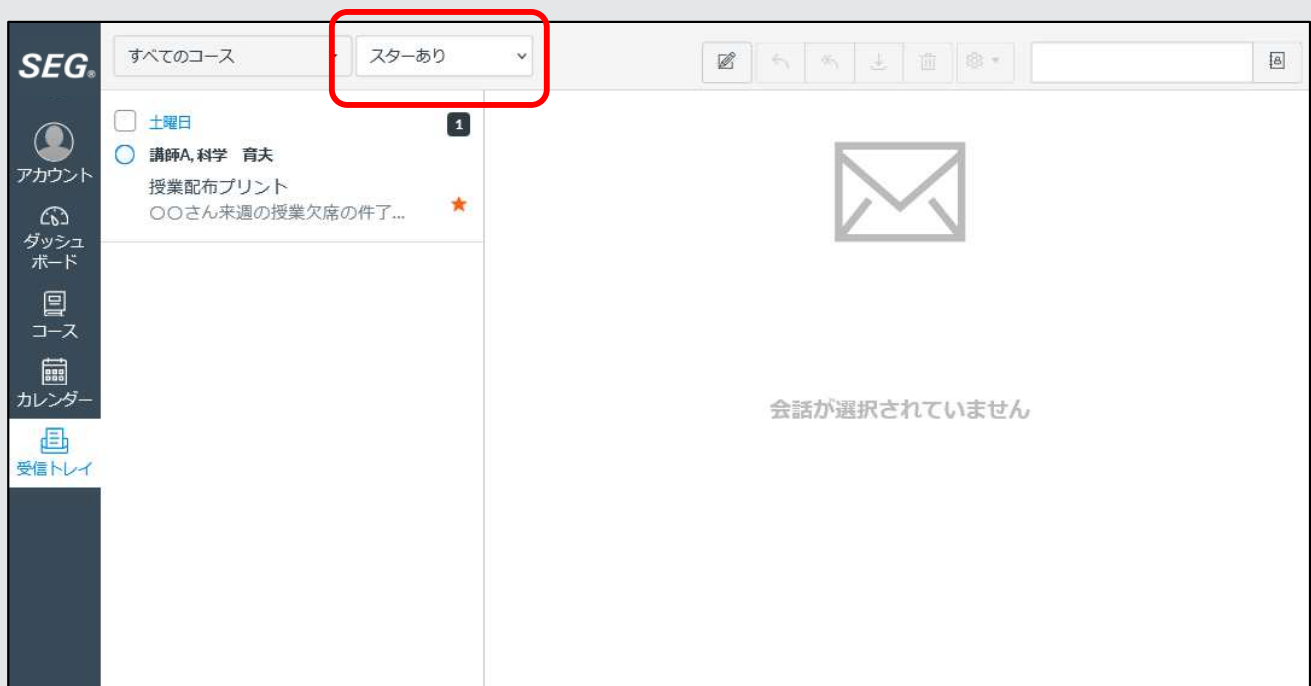 SEG®
すべてのコース
スターあり
アカウント
ダッシュ
ボード
コース
カレンダー
受信トレイ
土曜日
1
講師A, 科学　育夫
授業配布プリント
〇〇さん来週の授業欠席の件了...
会話が選択されていません